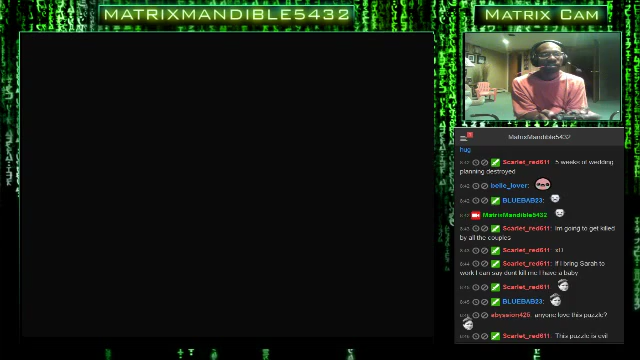 MATRIXMANDIBLE5432
MATRIX CAM
MatrixMandible5432
hug
Scarlet_red611: 5 weeks of wedding
planning destroyed
belle_lover:
BLUEBAB23:
MatrixMandible5432
Scarlet_red611: Im going to get killed
by all the couples
Scarlet_red611:
Scarlet_red611: If I bring Sarah to
work I can say dont kill me I have a baby
Scarlet_red611
BLUEBAB23:
abyssion426: anyone love this puzzle?
Scarlet_red611: This puzzle is evil